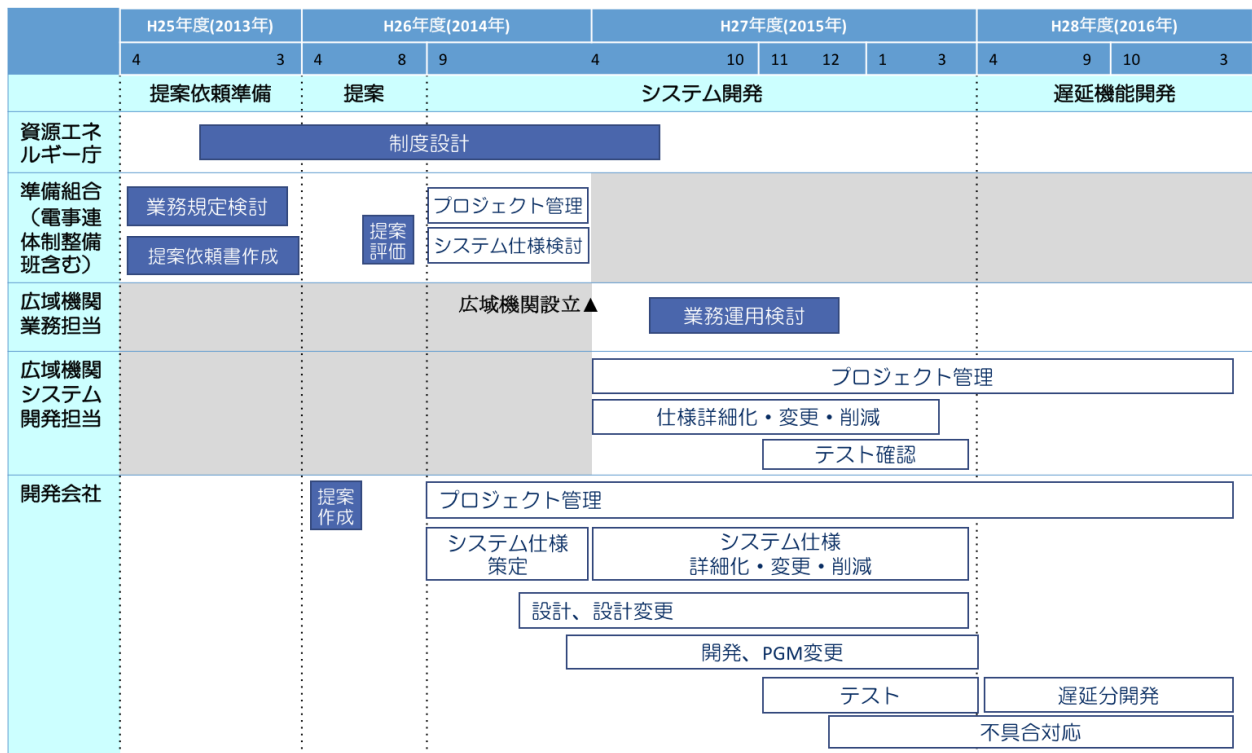 H25年度(2013年) H26年度(2014年) H27年度(2015年) H28年度(2016年)
4 3 4 8 9 4 10 11 12 1 3 4 9 10 3
提案依頼準備 提案 システム開発 遅延機能開発
資源エネ
ルギー庁
制度設計
準備組合
（電事連
体制整備
班含む）
業務規定検討
提案依頼書作成
提案
評価
プロジェクト管理
システム仕様検討
広域機関
業務担当
広域機関設立▲
業務運用検討
広域機関
システム
開発担当
プロジェクト管理
仕様詳細化・変更・削減
テスト確認
開発会社
提案
作成
プロジェクト管理
システム仕様
策定
システム仕様
詳細化・変更・削減
設計、設計変更
開発、PGM変更
テスト
遅延分開発
不具合対応